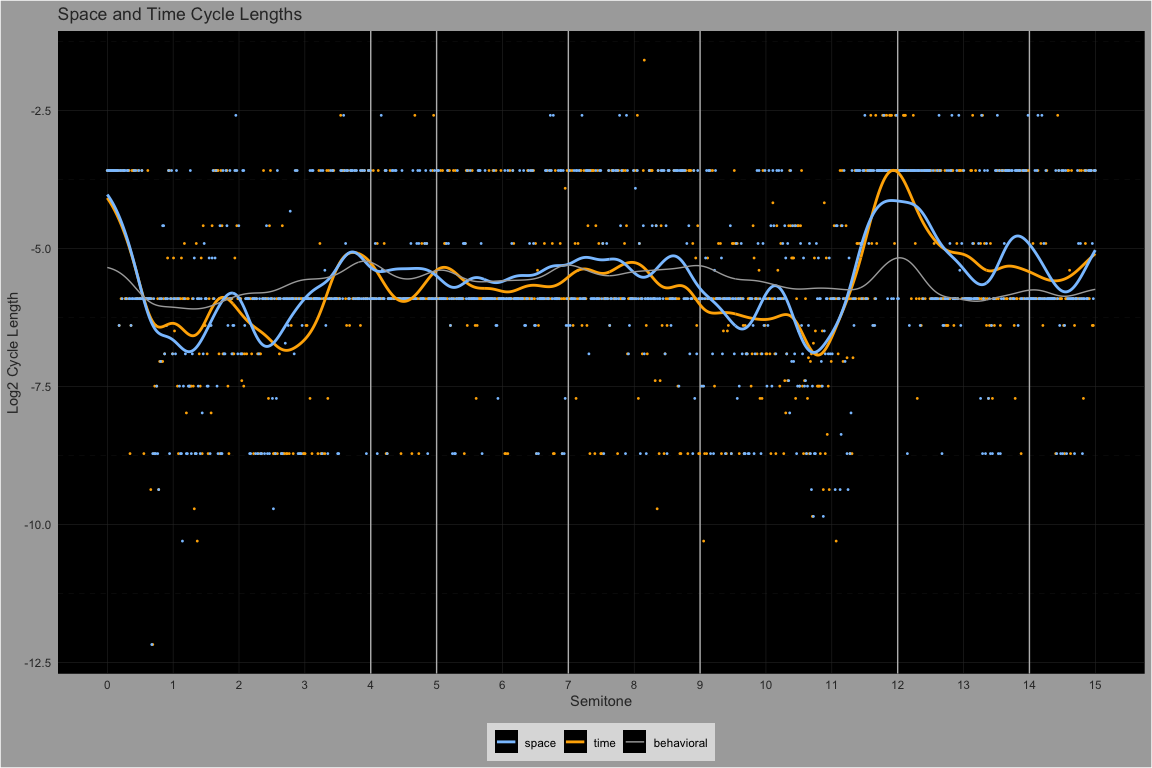 Space and Time Cycle Lengths
Log2 Cycle Length
-2.5
-5.0
-7.5
-10.0
-12.5
0 1 2 3 4 5 6 7 8 9 10 11 12 13 14 15
Semitone
space time behavioral